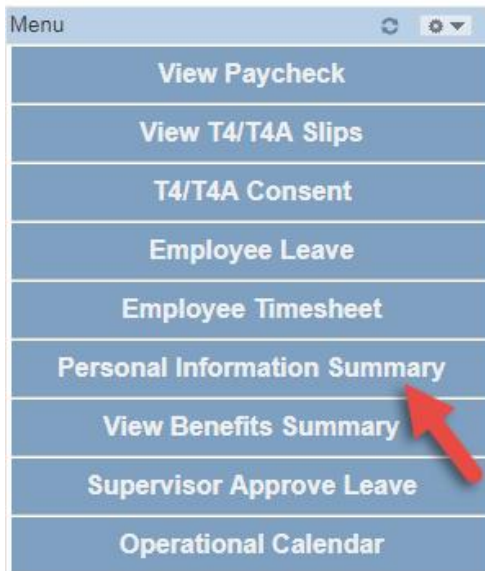 Menu
View Paycheck
View T4/T4A Slips
T4/T4A Consent
Employee Leave
Employee Timesheet
Personal Information Summary
View Benefits Summary
Supervisor Approve Leave
Operational Calendar